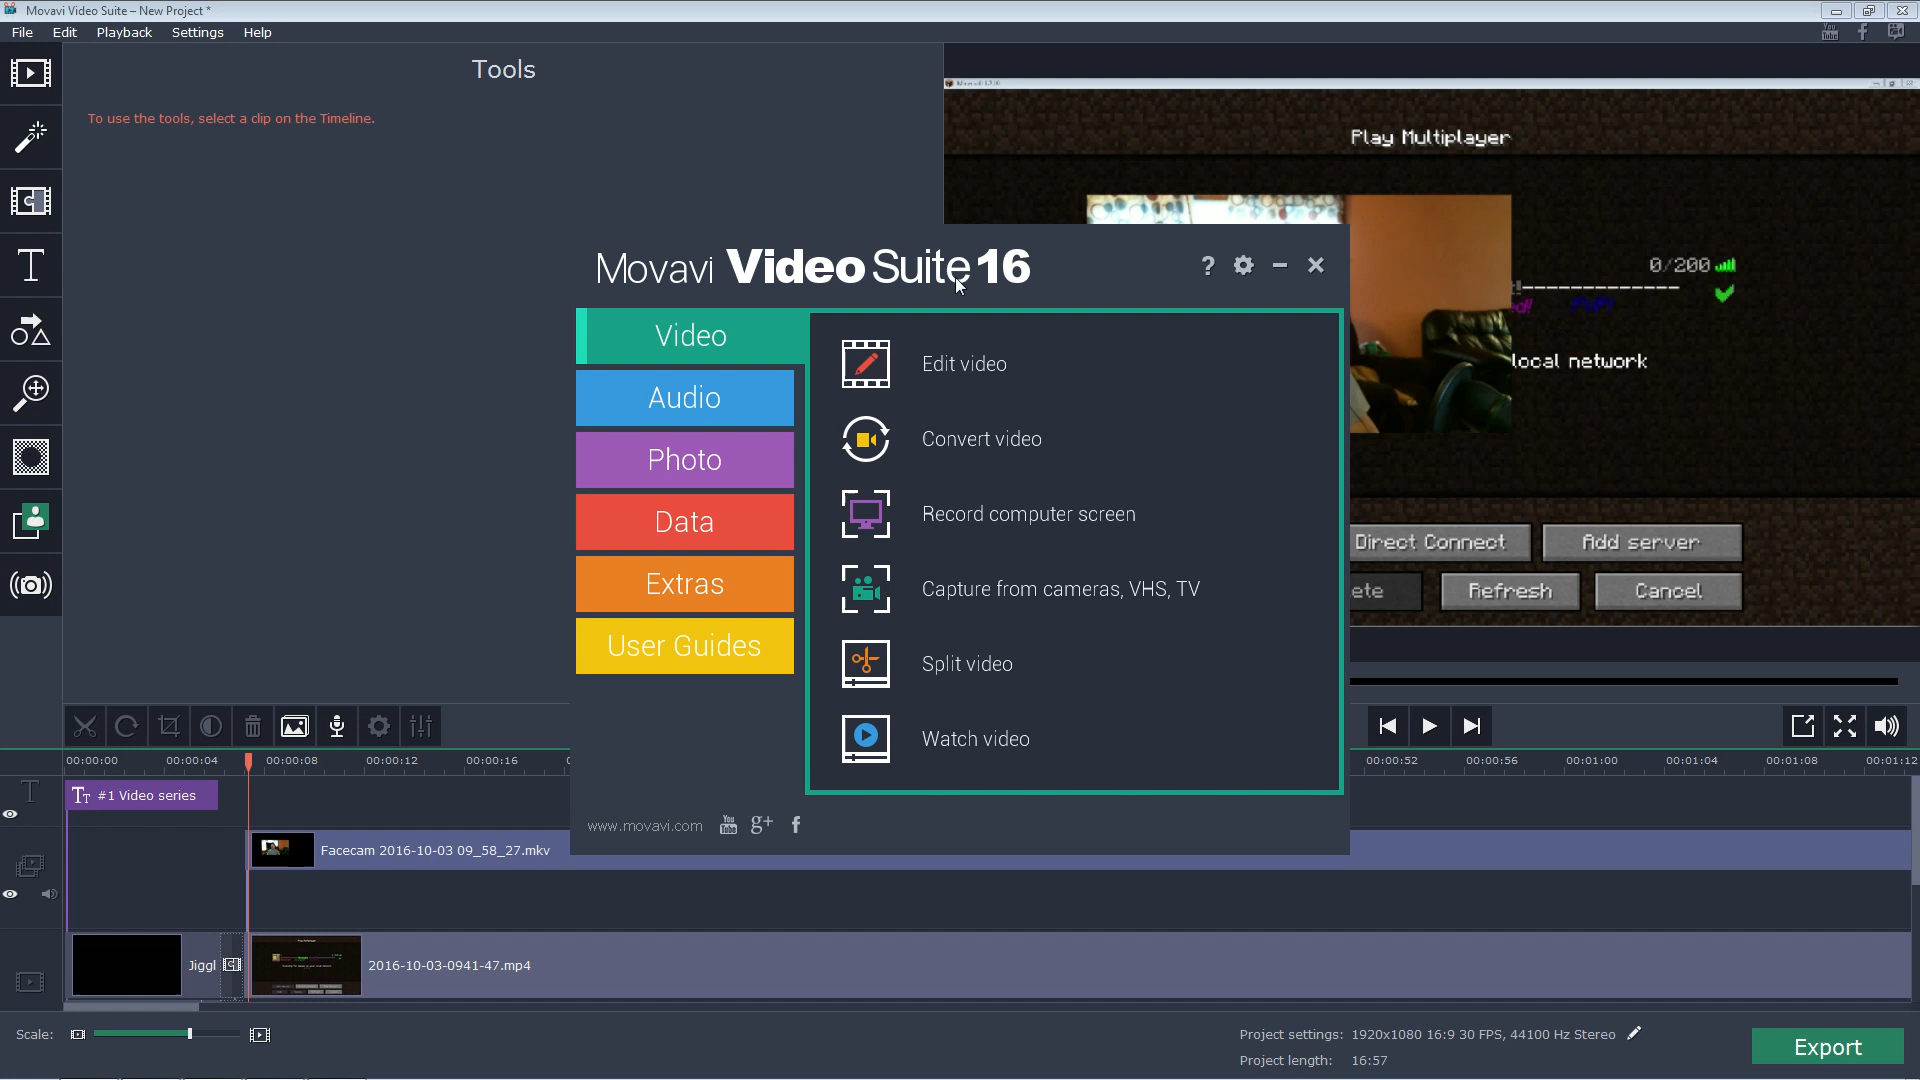 Movavi Video Suite – New Project *
File Edit Playback Settings Help
You Tube
Tools
To use the tools, select a clip on the Timeline.
Play Multiplayer
0/200
local network
Direct Connect
Add server
ete
Refresh
Cancel
Movavi Video Suite 16
?
Video
Audio
Photo
Data
Extras
User Guides
Edit video
Convert video
Record computer screen
Capture from cameras, VHS, TV
Split video
Watch video
www.movavi.com You Tube g+ f
00:00:00 00:00:04 00:00:08 00:00:12 00:00:16 00:00:52 00:00:56 00:01:00 00:01:04 00:01:08 00:01:12
#1 Video series
Facecam 2016-10-03 09_58_27.mkv
Jiggl
2016-10-03-0941-47.mp4
Scale:
Project settings: 1920x1080 16:9 30 FPS, 44100 Hz Stereo
Project length: 16:57
Export